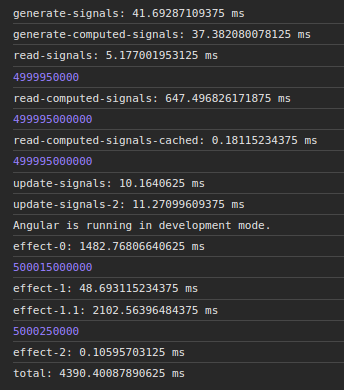 generate-signals: 41.69287109375 ms
generate-computed-signals: 37.382080078125 ms
read-signals: 5.177001953125 ms
4999950000
read-computed-signals: 647.496826171875 ms
499995000000
read-computed-signals-cached: 0.18115234375 ms
499995000000
update-signals: 10.1640625 ms
update-signals-2: 11.27099609375 ms
Angular is running in development mode.
effect-0: 1482.76806640625 ms
500015000000
effect-1: 48.693115234375 ms
effect-1.1: 2102.56396484375 ms
5000250000
effect-2: 0.10595703125 ms
total: 4390.40087890625 ms